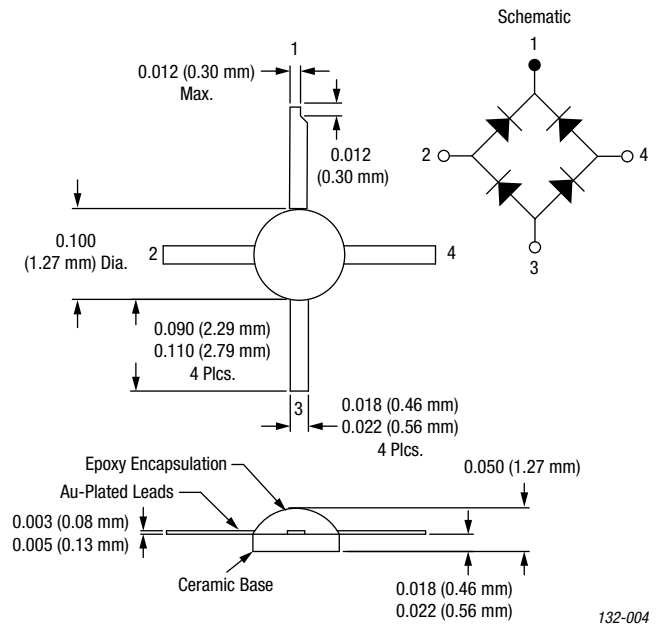 Schematic
1
0.012 (0.30 mm)
Max.
0.012
(0.30 mm)
1
2
4
3
0.100
(1.27 mm) Dia.
2
4
0.090 (2.29 mm)
0.110 (2.79 mm)
4 Plcs.
3
0.018 (0.46 mm)
0.022 (0.56 mm)
4 Plcs.
Epoxy Encapsulation
Au-Plated Leads
0.050 (1.27 mm)
0.003 (0.08 mm)
0.005 (0.13 mm)
Ceramic Base
0.018 (0.46 mm)
0.022 (0.56 mm)
132-004